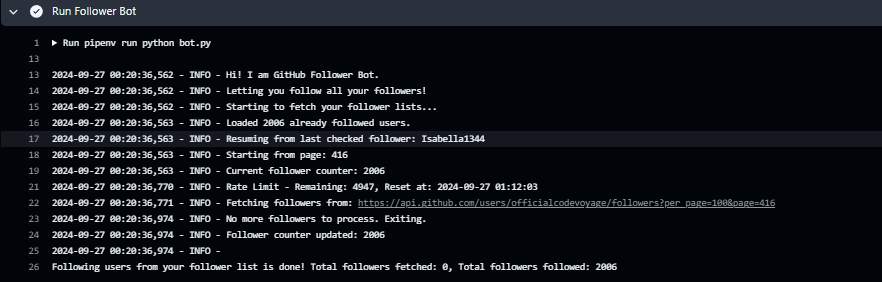 Run Follower Bot
1 ▶ Run pipenv run python bot.py
13
13 2024-09-27 00:20:36,562 - INFO - Hi! I am GitHub Follower Bot.
14 2024-09-27 00:20:36,562 - INFO - Letting you follow all your followers!
15 2024-09-27 00:20:36,562 - INFO - Starting to fetch your follower lists...
16 2024-09-27 00:20:36,563 - INFO - Loaded 2006 already followed users.
17 2024-09-27 00:20:36,563 - INFO - Resuming from last checked follower: Isabella1344
18 2024-09-27 00:20:36,563 - INFO - Starting from page: 416
19 2024-09-27 00:20:36,563 - INFO - Current follower counter: 2006
21 2024-09-27 00:20:36,770 - INFO - Rate Limit - Remaining: 4947, Reset at: 2024-09-27 01:12:03
22 2024-09-27 00:20:36,771 - INFO - Fetching followers from: https://api.github.com/users/officialcodevoyage/followers?per_page=100&page=416
23 2024-09-27 00:20:36,974 - INFO - No more followers to process. Exiting.
24 2024-09-27 00:20:36,974 - INFO - Follower counter updated: 2006
25 2024-09-27 00:20:36,974 - INFO -
26 Following users from your follower list is done! Total followers fetched: 0, Total followers followed: 2006